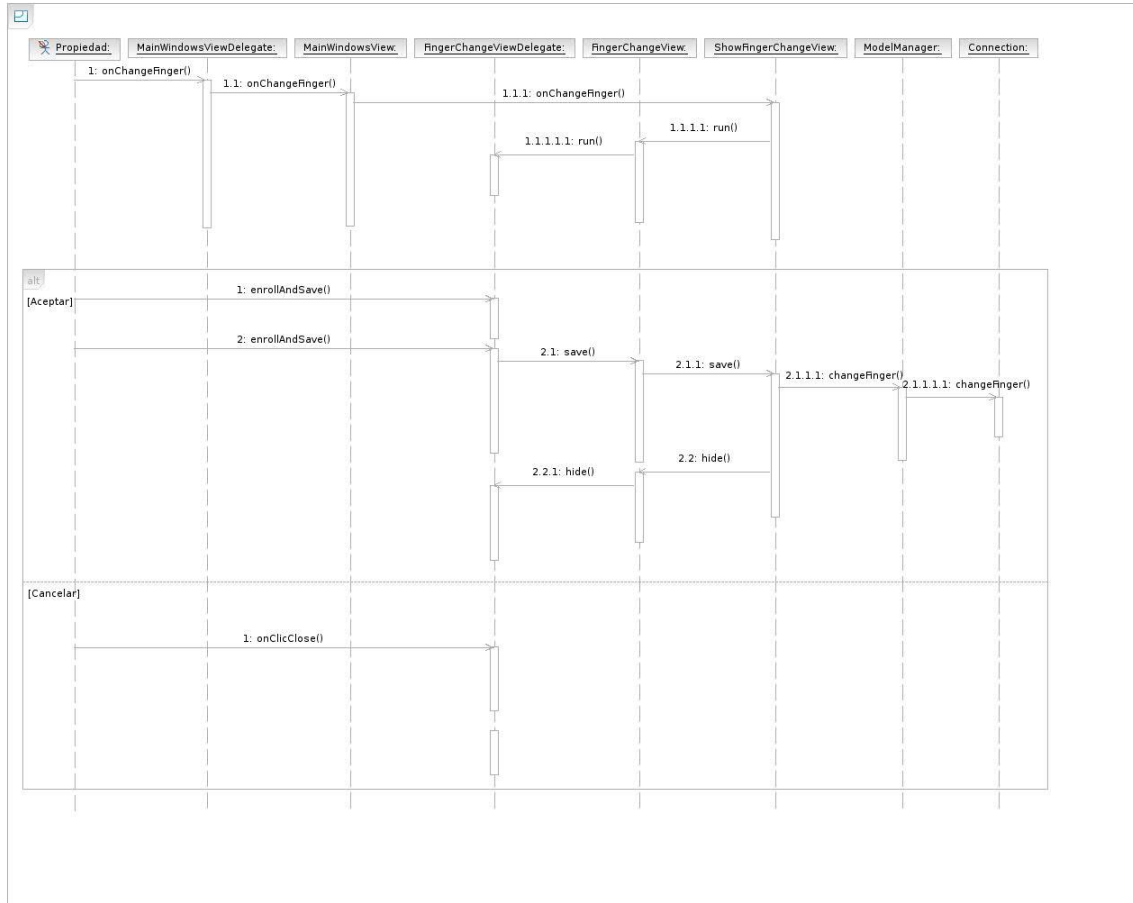 Propiedad:
MainWindowsViewDelegate:
MainWindowsView:
FingerChangeViewDelegate:
FingerChangeView:
ShowFingerChangeView:
ModelManager:
Connection:
1: onChangeFinger()
1.1: onChangeFinger()
1.1.1: onChangeFinger()
1.1.1.1: run()
1.1.1.1.1: run()
alt
[Aceptar]
1: enrollAndSave()
2: enrollAndSave()
2.1: save()
2.1.1: save()
2.1.1.1: changeFinger()
2.1.1.1.1: changeFinger()
2.2: hide()
2.2.1: hide()
[Cancelar]
1: onClicClose()